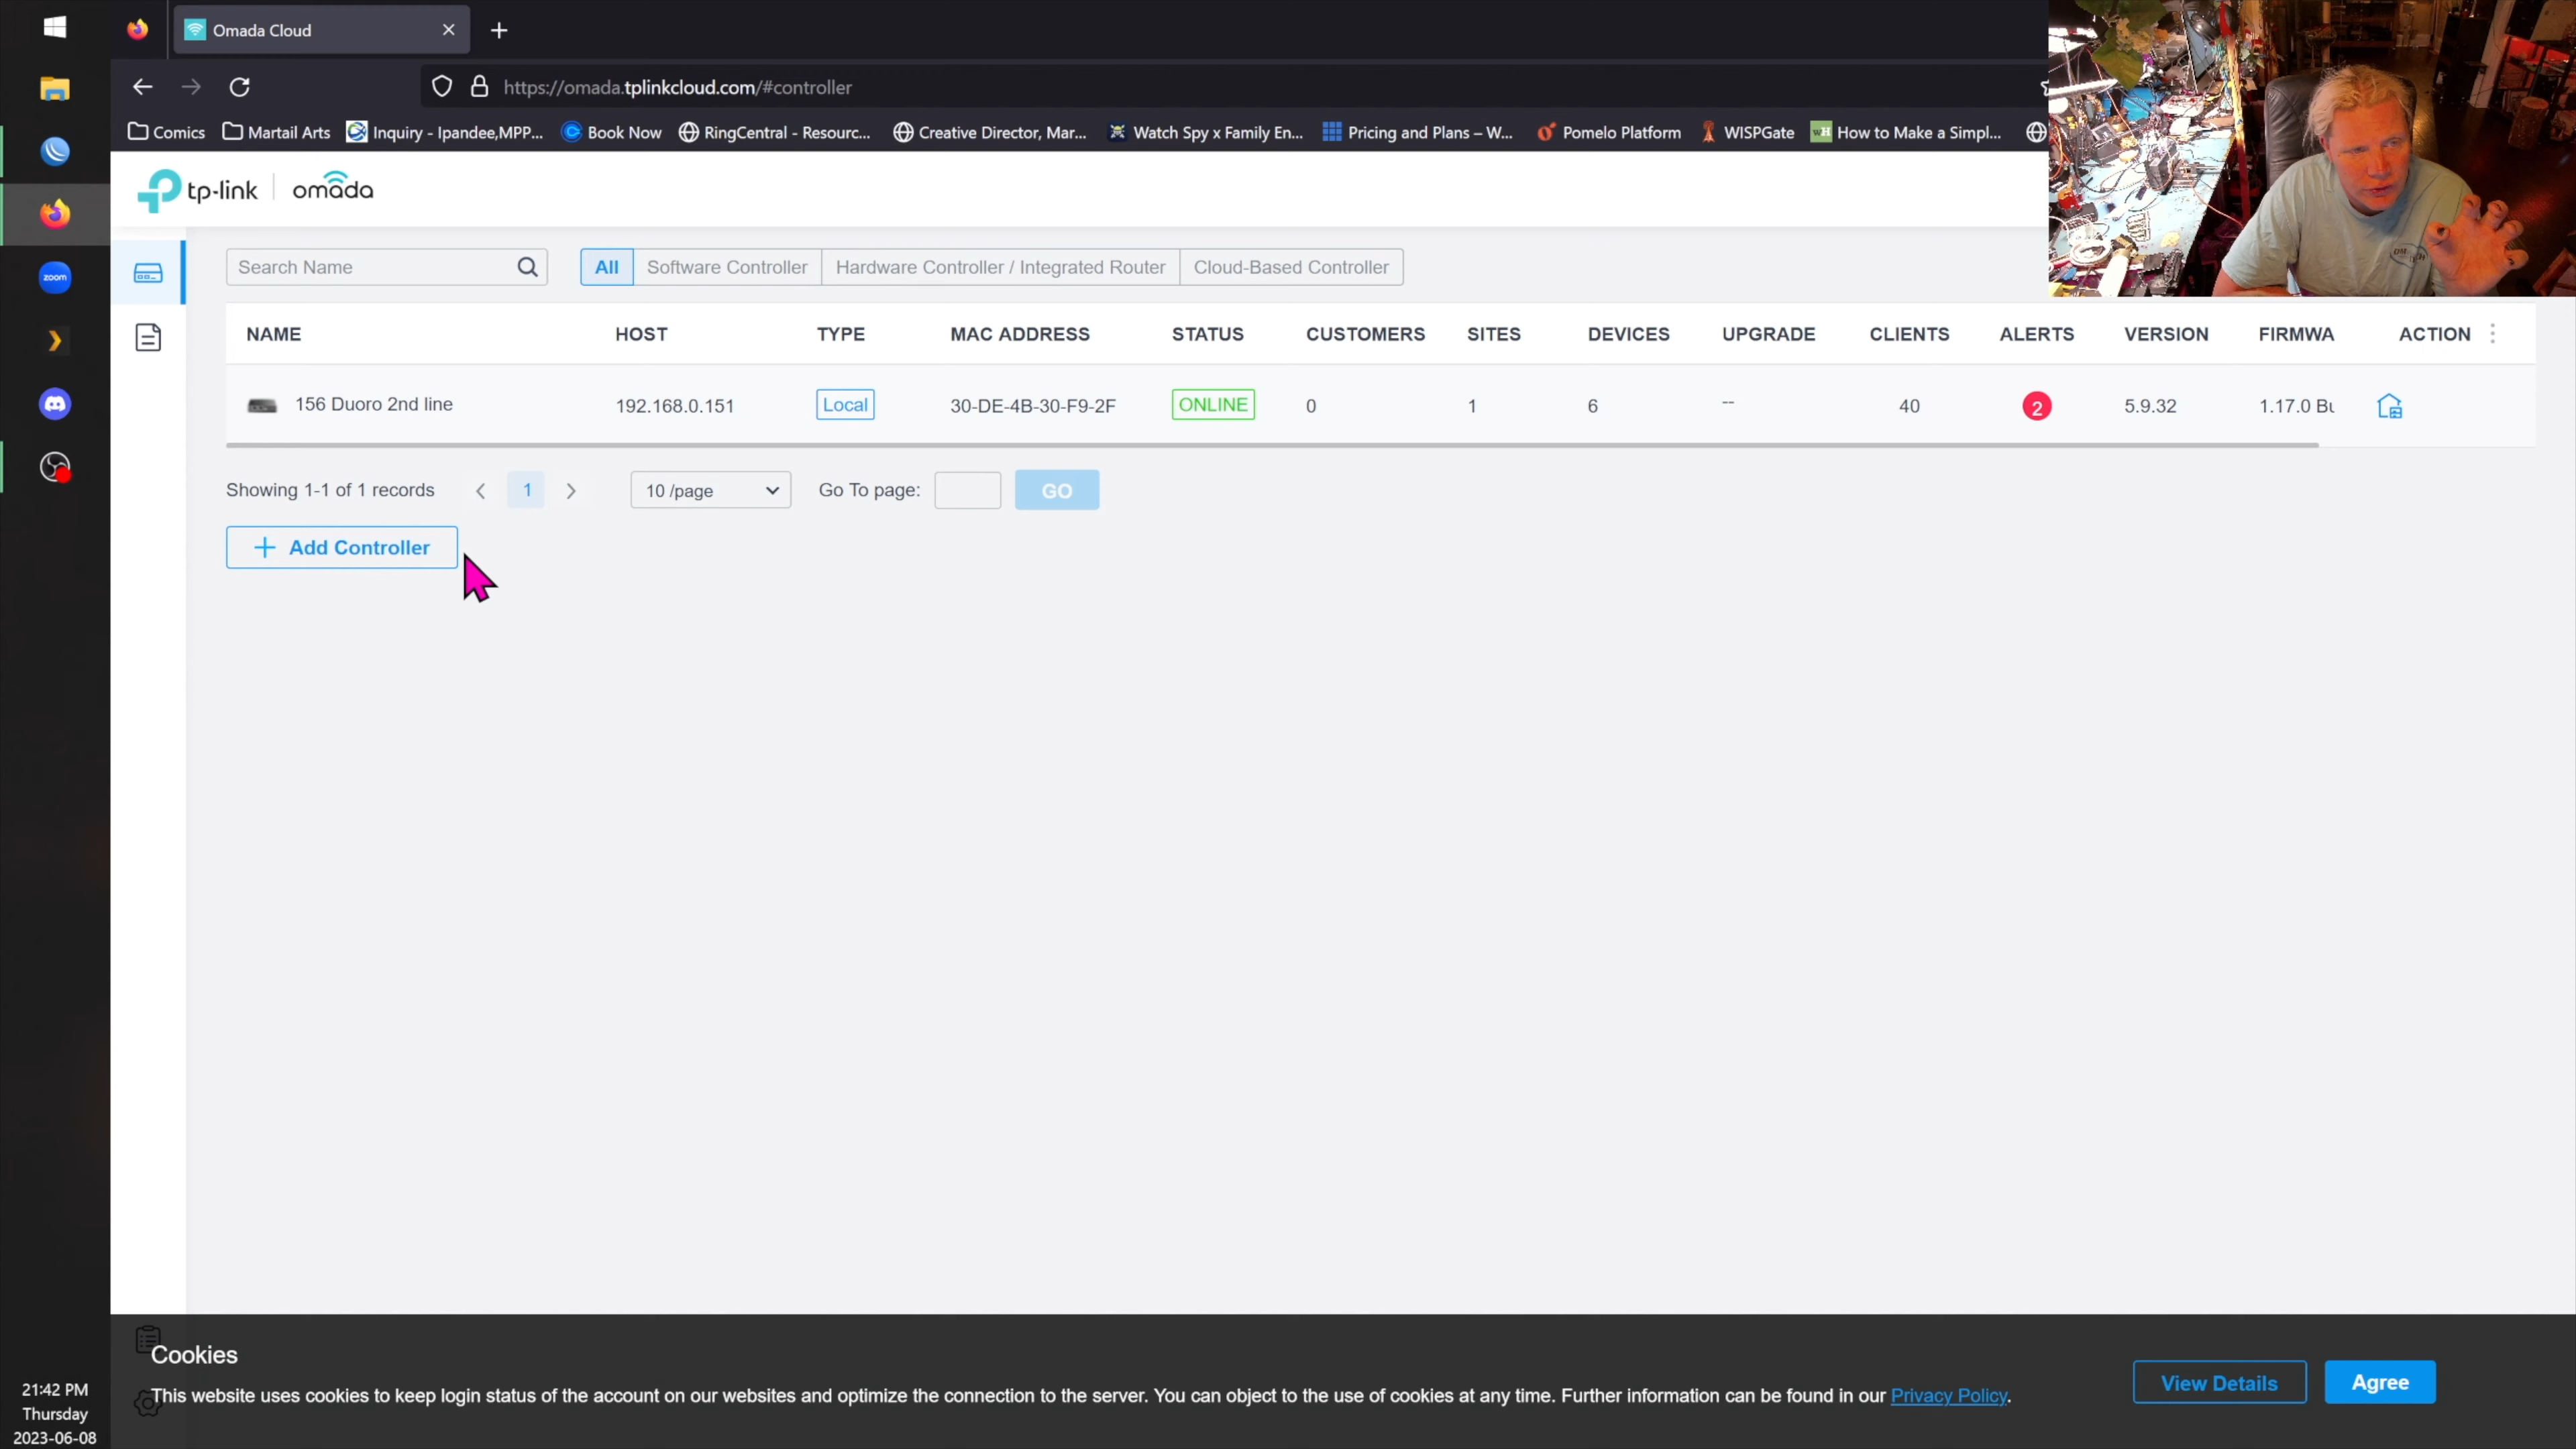 Omada Cloud
https://omada.tplinkcloud.com/#controller
Comics Martail Arts Inquiry - Ipandee,MPP... Book Now RingCentral - Resourc... Creative Director, Mar... Watch Spy x Family En... Pricing and Plans – W... Pomelo Platform WISPGate wH How to Make a Simpl...
tp-link | omada
Search Name All Software Controller Hardware Controller / Integrated Router Cloud-Based Controller
NAME HOST TYPE MAC ADDRESS STATUS CUSTOMERS SITES DEVICES UPGRADE CLIENTS ALERTS VERSION FIRMWA ACTION
156 Duoro 2nd line 192.168.0.151 Local 30-DE-4B-30-F9-2F ONLINE 0 1 6 -- 40 2 5.9.32 1.17.0 Bu
Showing 1-1 of 1 records 1 10 /page Go To page: GO
+ Add Controller
zoom
Cookies
This website uses cookies to keep login status of the account on our websites and optimize the connection to the server. You can object to the use of cookies at any time. Further information can be found in our Privacy Policy.
View Details Agree
21:42 PM
Thursday
2023-06-08